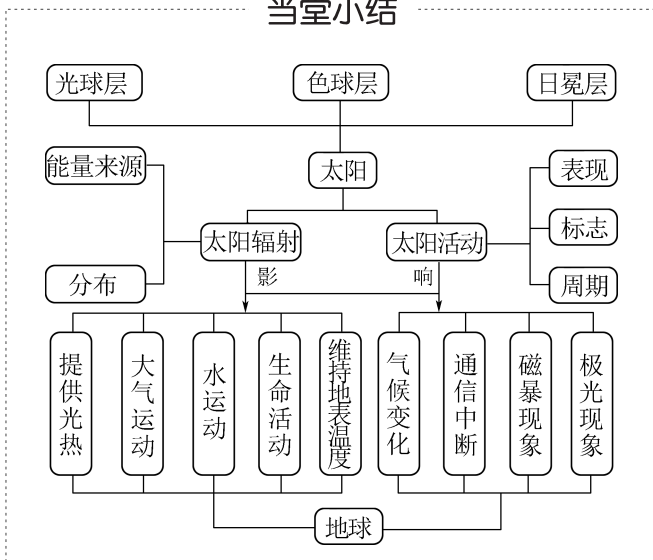 当堂小结
光球层
色球层
日冕层
能量来源
太阳
表现
太阳辐射
太阳活动
标志
分布
影
响
周期
提供光热
大气运动
水运动
生命活动
维持地表温度
气候变化
通信中断
磁暴现象
极光现象
地球